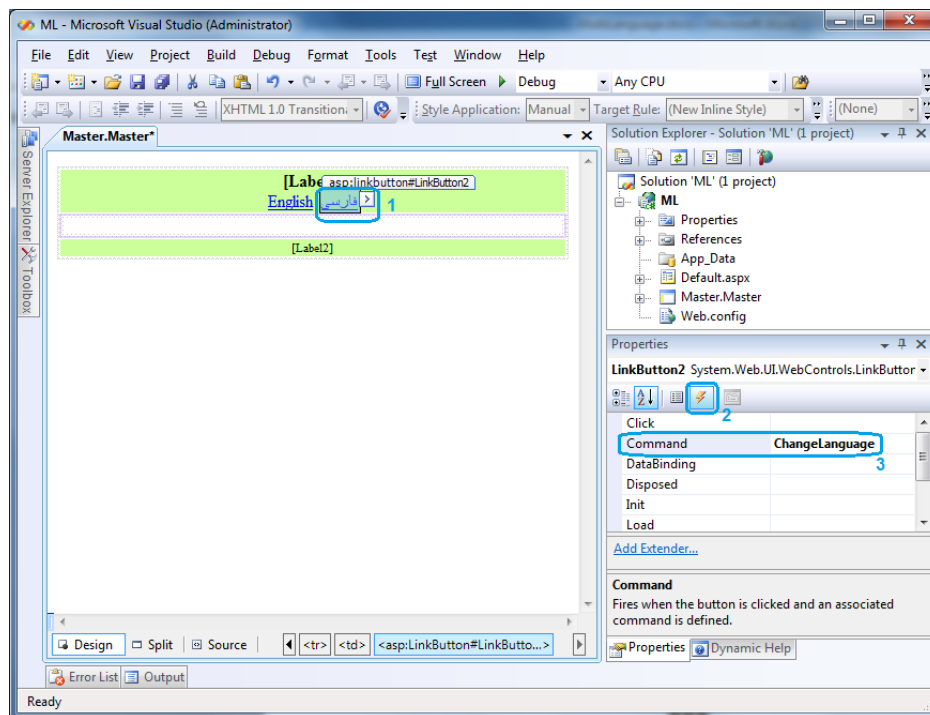 ML - Microsoft Visual Studio (Administrator)
File Edit View Project Build Debug Format Tools Test Window Help
Full Screen Debug Any CPU
XHTML 1.0 Transition Style Application: Manual Target Rule: (New Inline Style) (None)
Server Explorer
Toolbox
Master.Master*
[Labe asp:linkbutton#LinkButton2
English فارسی 1
[Label2]
Design Split Source <tr> <td> <asp:LinkButton#LinkButto...>
Solution Explorer - Solution 'ML' (1 project)
Solution 'ML' (1 project)
ML
Properties
References
App_Data
Default.aspx
Master.Master
Web.config
Properties
LinkButton2 System.Web.UI.WebControls.LinkButton
2
Click
Command ChangeLanguage
3
DataBinding
Disposed
Init
Load
Add Extender...
Command
Fires when the button is clicked and an associated
command is defined.
Properties Dynamic Help
Error List Output
Ready